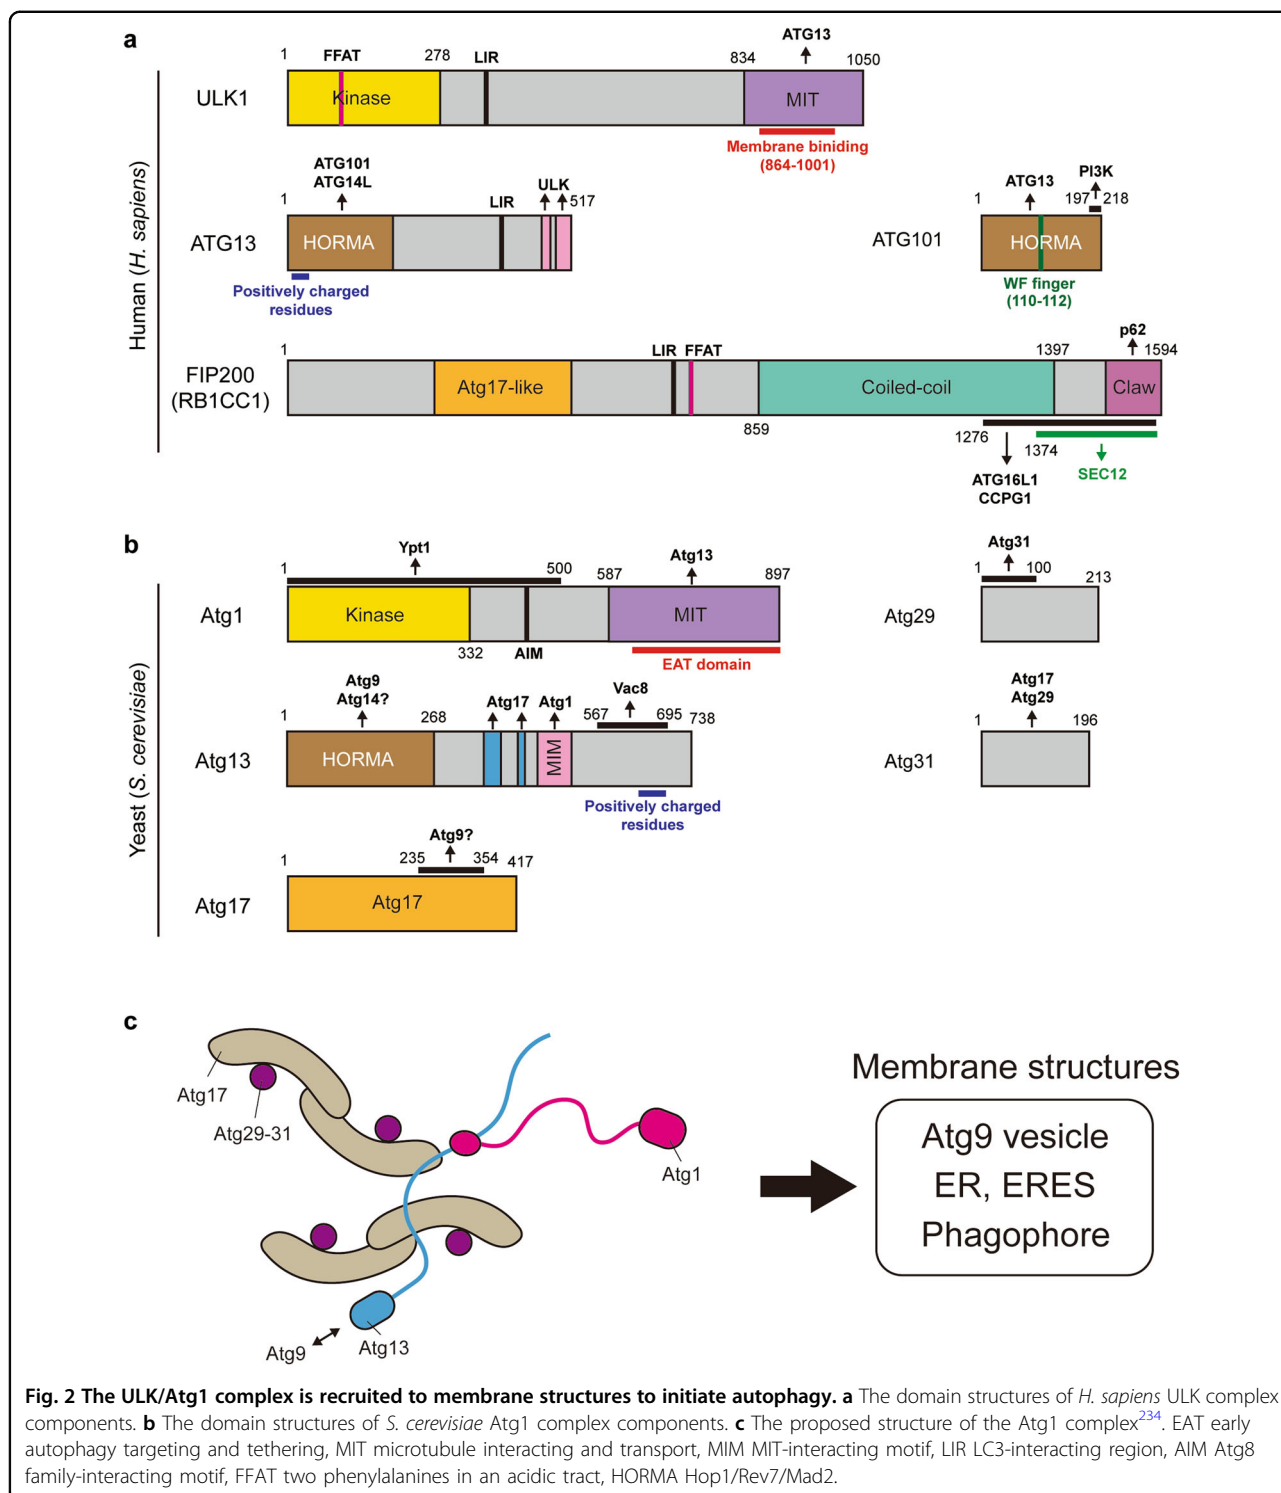 a
Human (H. sapiens)
ULK1
1
FFAT
278
LIR
834
ATG13
1050
Kinase
MIT
Membrane biniding
(864-1001)
ATG13
1
ATG101
ATG14L
LIR
ULK
517
HORMA
Positively charged
residues
ATG101
1
ATG13
PI3K
197
218
HORMA
WF finger
(110-112)
FIP200
(RB1CC1)
1
LIR
FFAT
1397
p62
1594
Atg17-like
Coiled-coil
Claw
859
1276
1374
ATG16L1
CCPG1
SEC12
b
Yeast (S. cerevisiae)
Atg1
1
Ypt1
500
587
Atg13
897
Kinase
MIT
332
AIM
EAT domain
Atg29
1
Atg31
100
213
Atg13
1
Atg9
Atg14?
268
Atg17
Atg1
Vac8
567
695
738
HORMA
MIM
Positively charged
residues
Atg31
1
Atg17
Atg29
196
Atg17
1
Atg9?
235
354
417
Atg17
c
Atg17
Atg29-31
Atg1
Atg9
Atg13
Membrane structures
Atg9 vesicle
ER, ERES
Phagophore
Fig. 2 The ULK/Atg1 complex is recruited to membrane structures to initiate autophagy. a The domain structures of H. sapiens ULK complex
components. b The domain structures of S. cerevisiae Atg1 complex components. c The proposed structure of the Atg1 complex234. EAT early
autophagy targeting and tethering, MIT microtubule interacting and transport, MIM MIT-interacting motif, LIR LC3-interacting region, AIM Atg8
family-interacting motif, FFAT two phenylalanines in an acidic tract, HORMA Hop1/Rev7/Mad2.